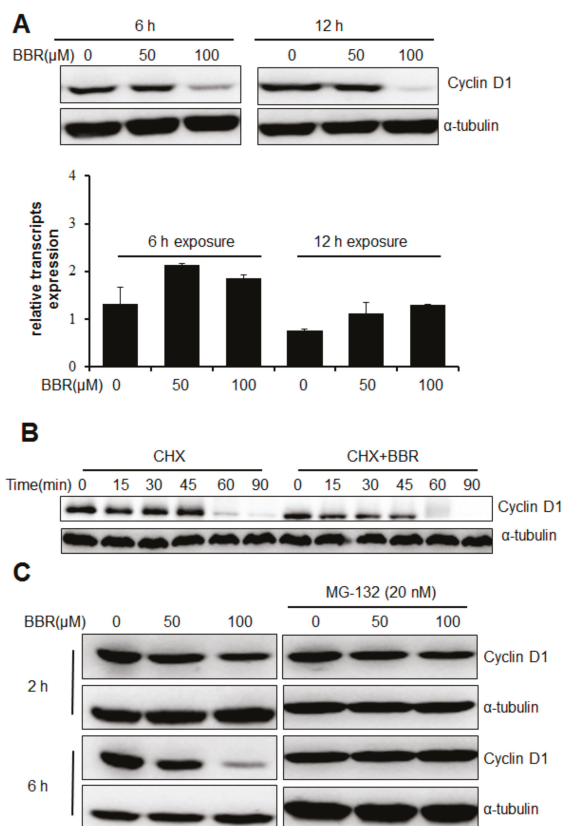 A
6 h
12 h
BBR(μM) 0 50 100 0 50 100
Cyclin D1
α-tubulin
relative transcripts
expression
4
3
2
1
0
6 h exposure
12 h exposure
BBR(μM) 0 50 100 0 50 100
B
CHX
CHX+BBR
Time(min) 0 15 30 45 60 90 0 15 30 45 60 90
Cyclin D1
α-tubulin
C
MG-132 (20 nM)
BBR(μM) 0 50 100 0 50 100
2 h
Cyclin D1
α-tubulin
6 h
Cyclin D1
α-tubulin